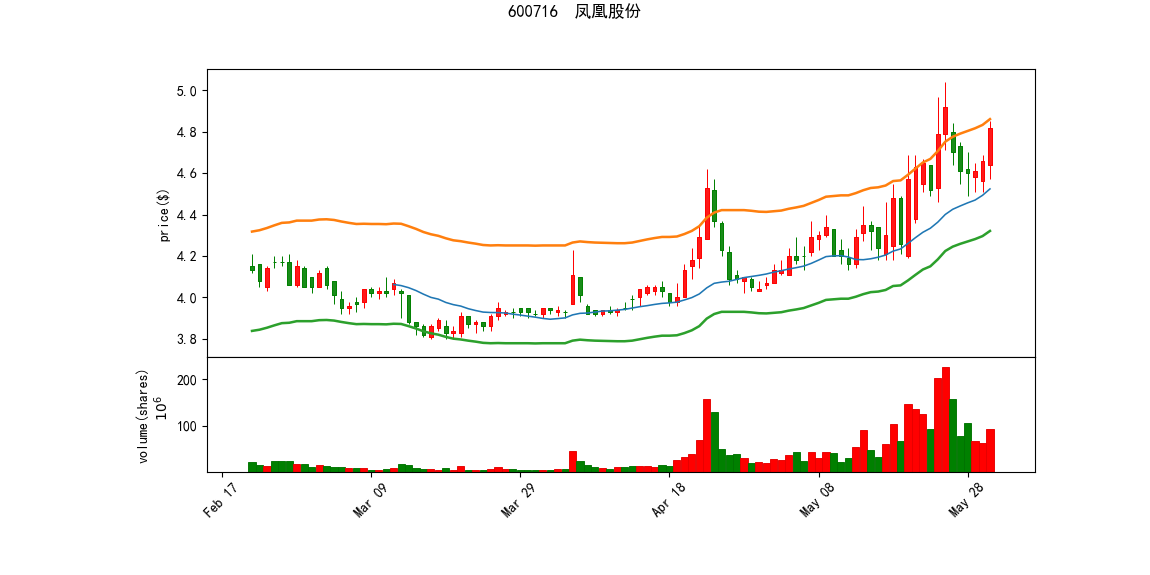 600716 凤凰股份
5.0
4.8
4.6
4.4
4.2
4.0
3.8
price($)
200
100
volume(shares)
10^6
Feb 17
Mar 09
Mar 29
Apr 18
May 08
May 28